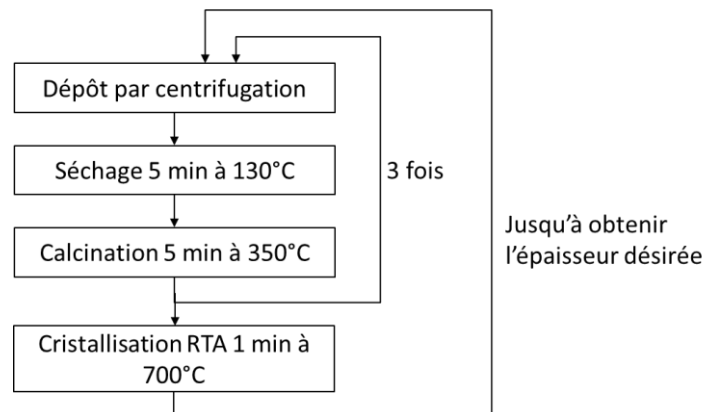 Dépôt par centrifugation
Séchage 5 min à 130°C
3 fois
Jusqu'à obtenir
l'épaisseur désirée
Calcination 5 min à 350°C
Cristallisation RTA 1 min à
700°C